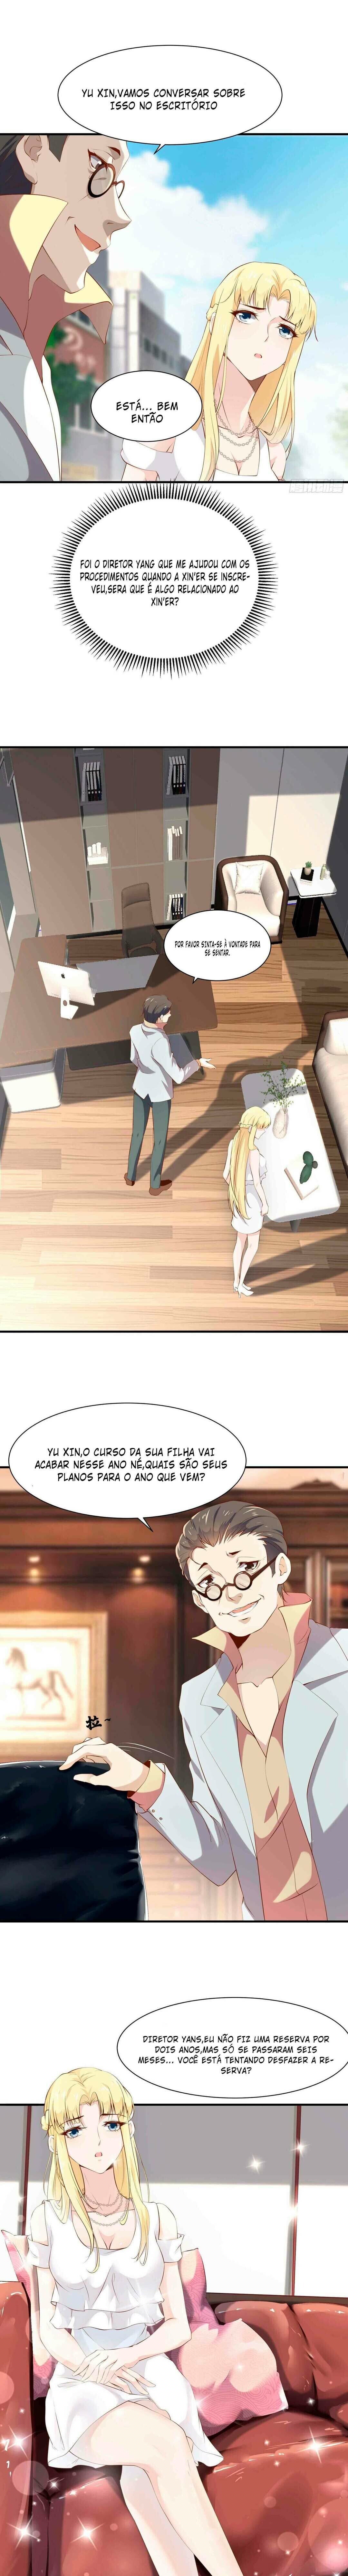 YU XIN,VAMOS CONVERSAR SOBRE
ISSO NO ESCRITÓRIO
ESTÁ... BEM
ENTÃO
FOI O DIRETOR YANG QUE ME AJUDOU COM OS
PROCEDIMENTOS QUANDO A XIN'ER SE INSCRE-
VEU,SERA QUE É ALGO RELACIONADO AO
XIN'ER?
POR FAVOR SINTA-SE À VONTADE PARA
SE SENTAR.
YU XIN,O CURSO DA SUA FILHA VAI
ACABAR NESSE ANO NÉ,QUAIS SÃO SEUS
PLANOS PARA O ANO QUE VEM?
拉~
DIRETOR YANS,EU NÃO FIZ UMA RESERVA POR
DOIS ANOS,MAS SÓ SE PASSARAM SEIS
MESES... VOCÊ ESTÁ TENTANDO DESFAZER A RE-
SERVA?